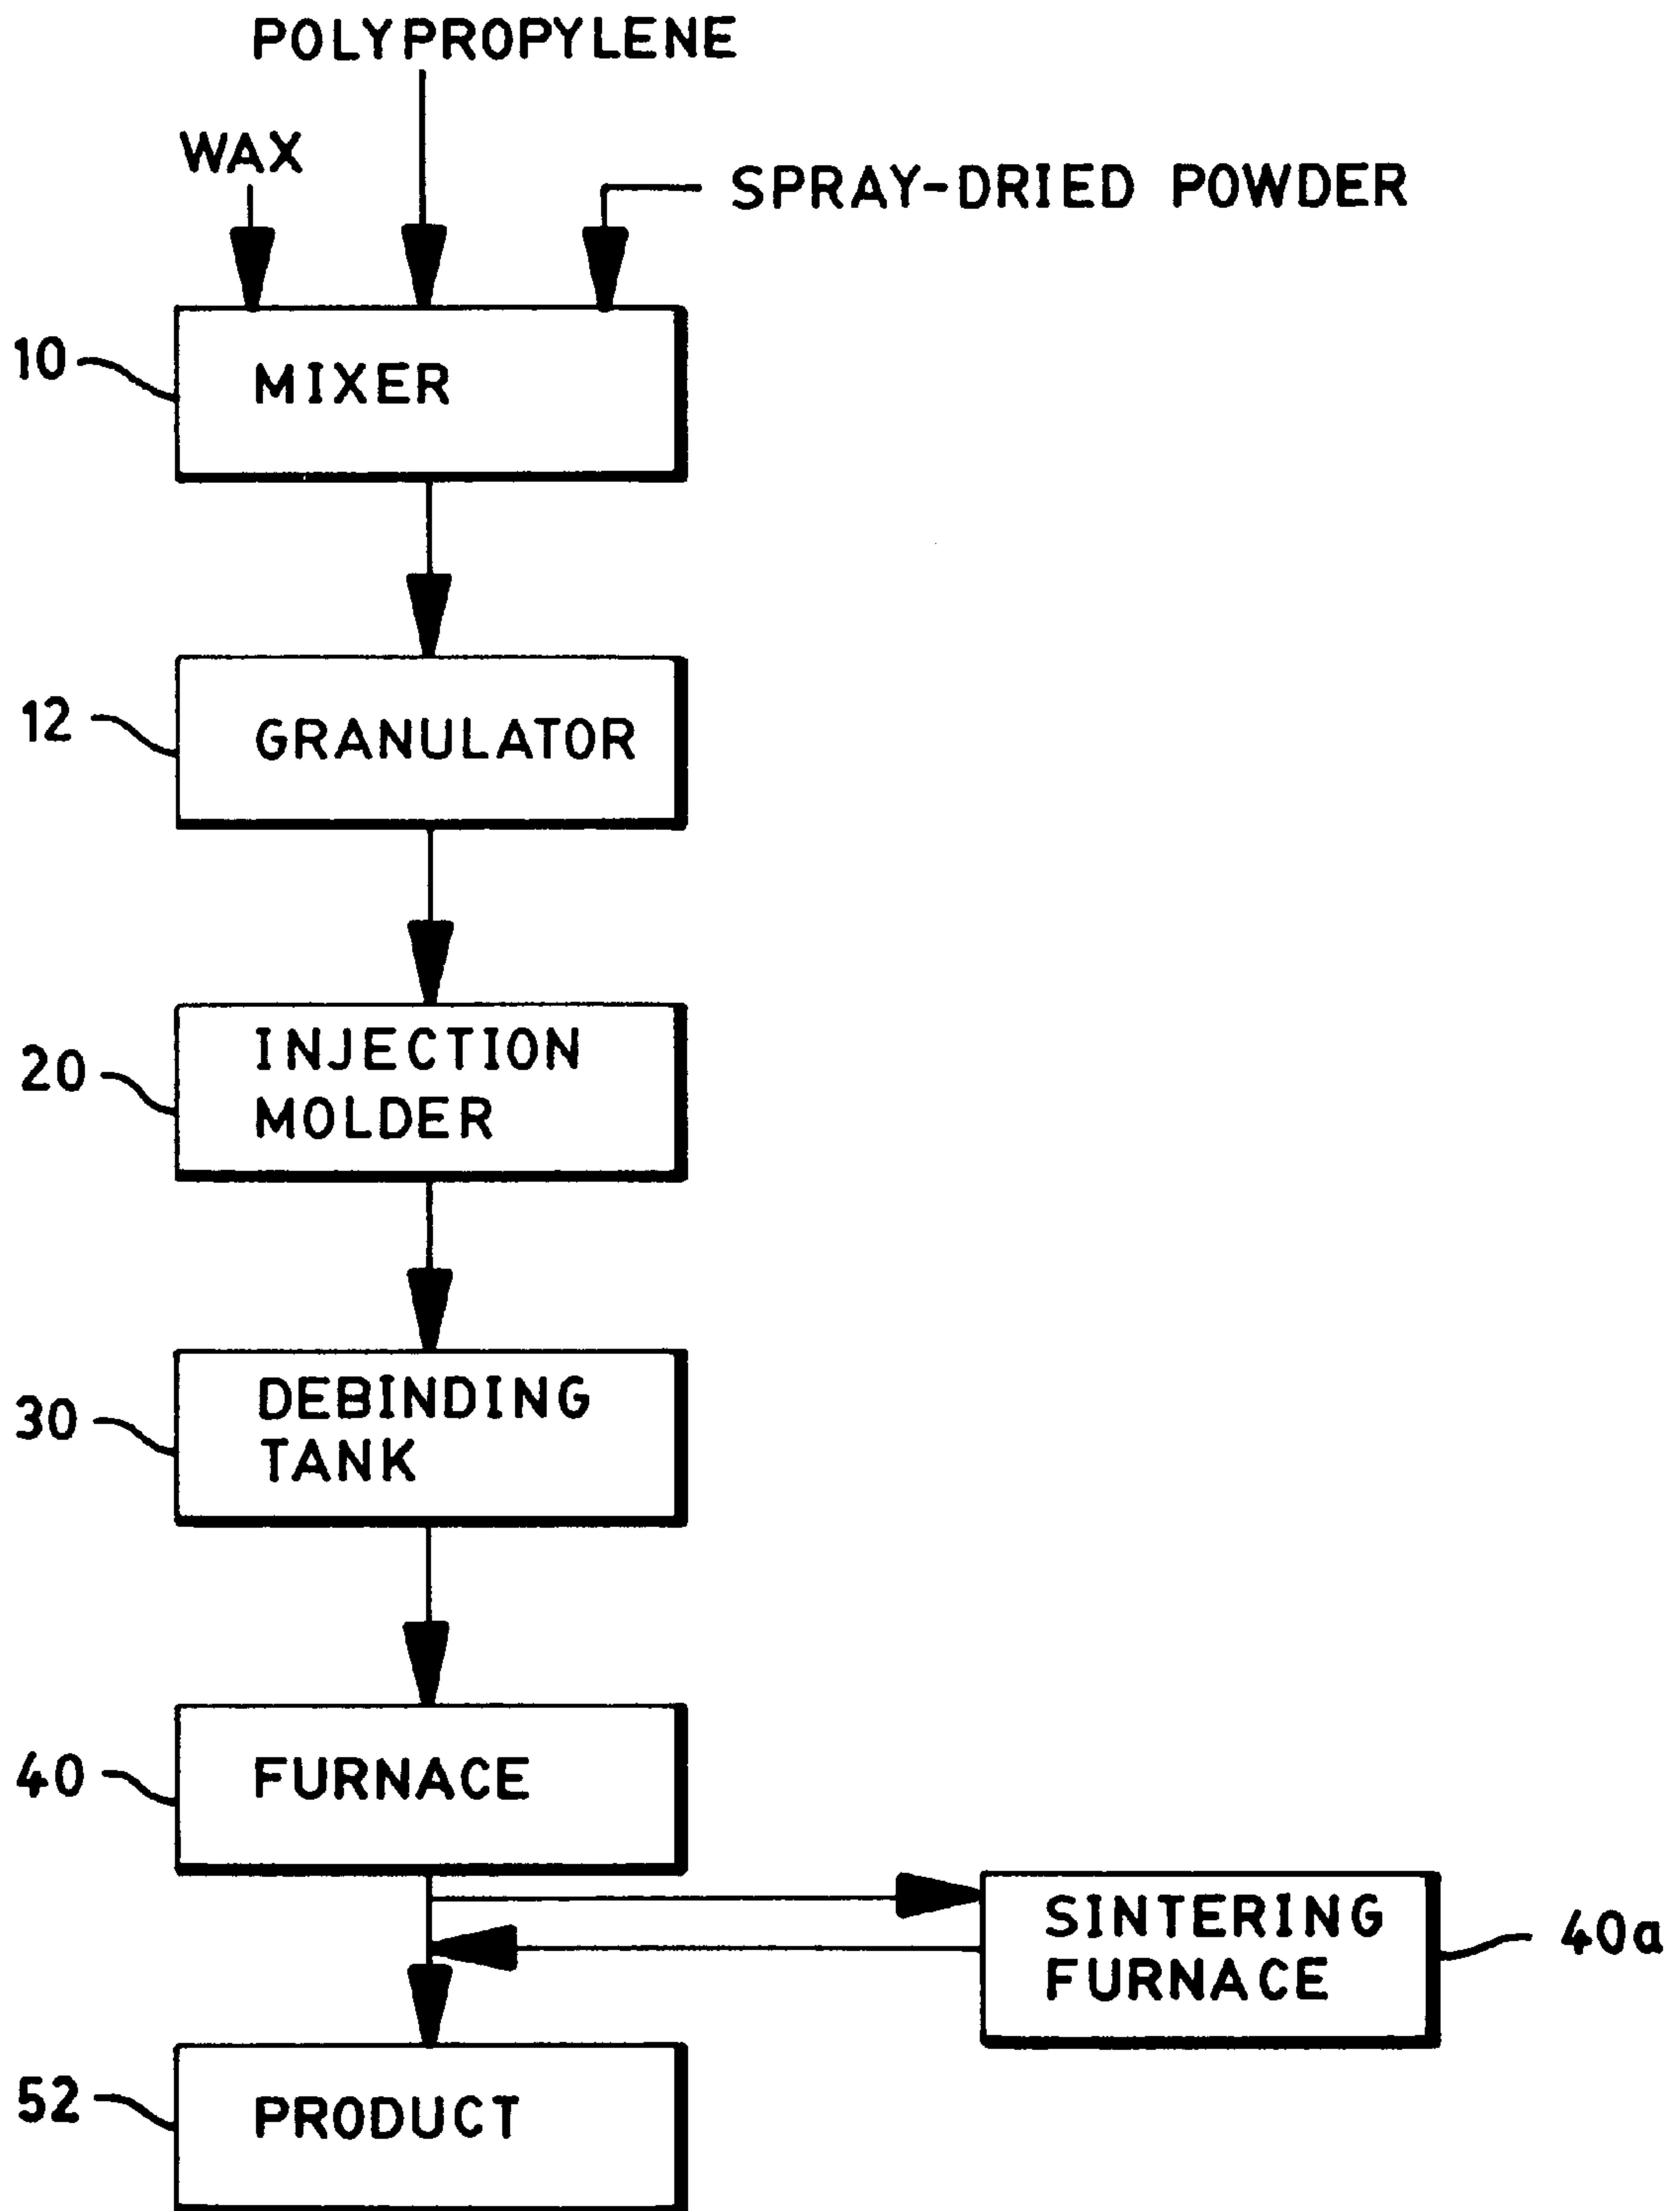 POLYPROPYLENE
WAX
SPRAY-DRIED POWDER
10
MIXER
12
GRANULATOR
20
INJECTION
MOLDER
30
DEBINDING
TANK
40
FURNACE
SINTERING
FURNACE
40a
52
PRODUCT